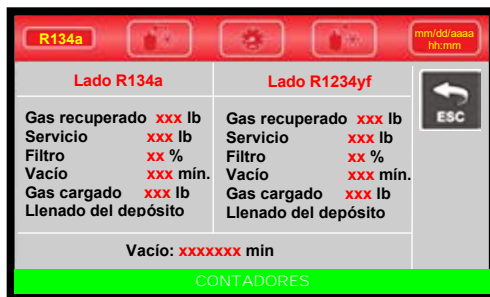 R134a
mm/dd/aaaa
hh:mm
Lado R134a
Gas recuperado xxx lb
Servicio xxx lb
Filtro xx %
Vacío xxx mín.
Gas cargado xxx lb
Llenado del depósito
Lado R1234yf
Gas recuperado xxx lb
Servicio xxx lb
Filtro xx %
Vacío xxx mín.
Gas cargado xxx lb
Llenado del depósito
ESC
Vacío: xxxxxxx min
CONTADORES